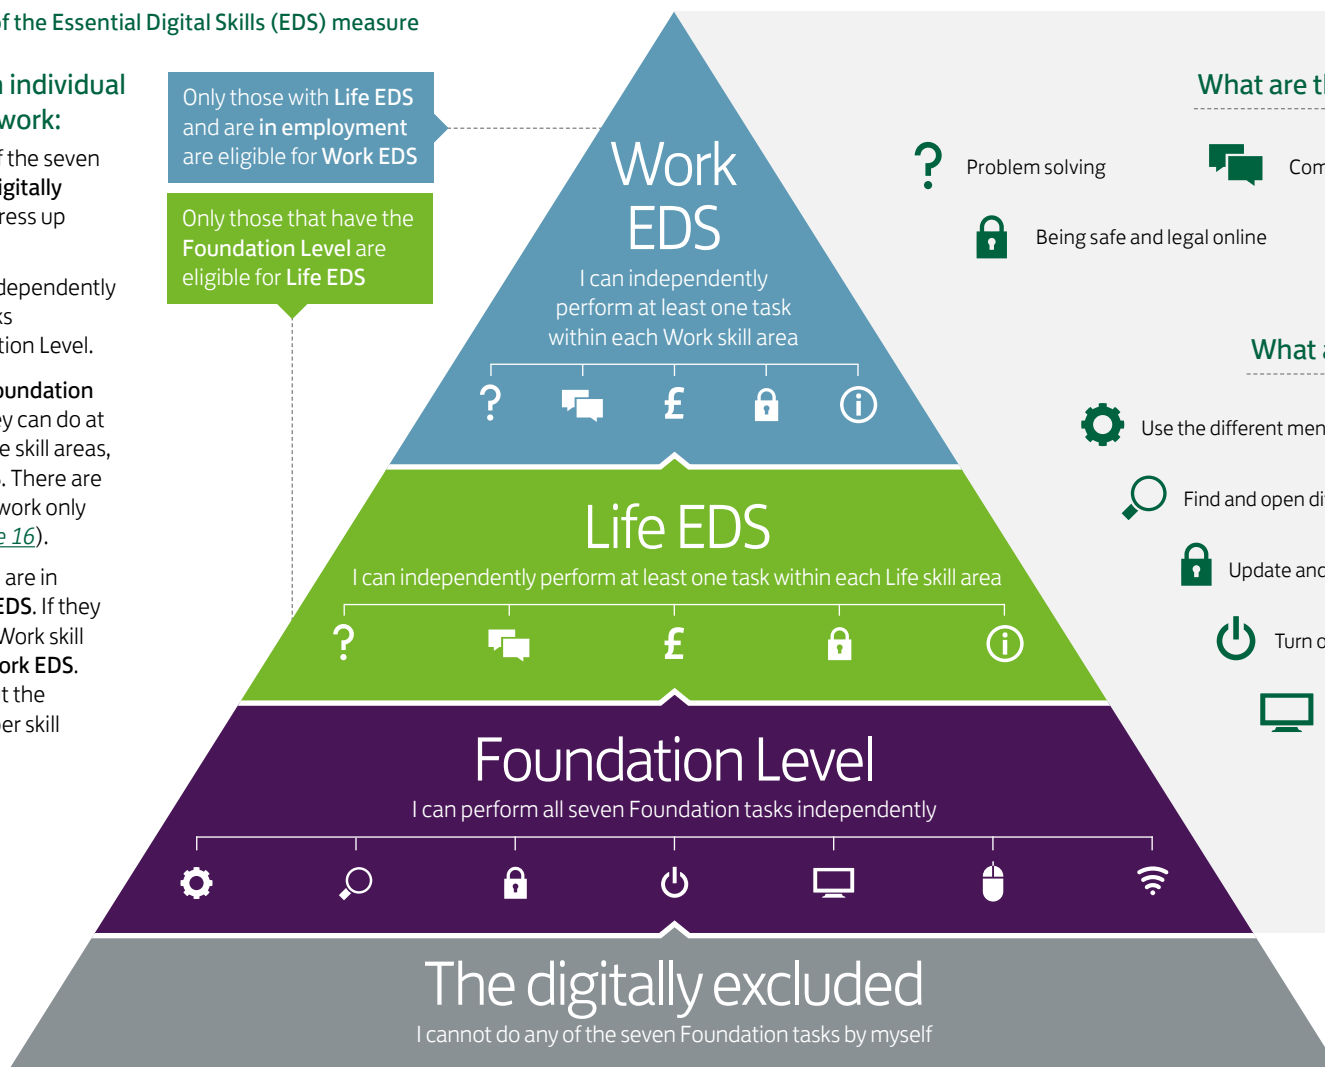 of the Essential Digital Skills (EDS) measure
individual
work:
f the seven
digitally
ress up
dependently
ks
tion Level.
oundation
ey can do at
e skill areas,
. There are
work only
e 16).
are in
EDS. If they
Work skill
ork EDS.
t the
per skill
Only those with Life EDS
and are in employment
are eligible for Work EDS
Only those that have the
Foundation Level are
eligible for Life EDS
Work
EDS
I can independently
perform at least one task
within each Work skill area
?
£
i
Life EDS
I can independently perform at least one task within each Life skill area
?
£
i
Foundation Level
I can perform all seven Foundation tasks independently
The digitally excluded
I cannot do any of the seven Foundation tasks by myself
What are th
?
Problem solving
Com
Being safe and legal online
What a
Use the different men
Find and open di
Update and
Turn o